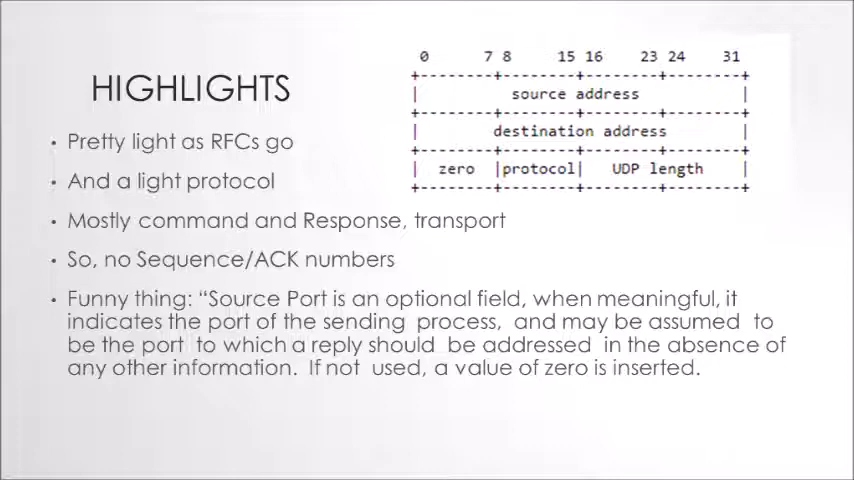 HIGHLIGHTS
• Pretty light as RFCs go
• And a light protocol
• Mostly command and Response, transport
• So, no Sequence/ACK numbers
• Funny thing: “Source Port is an optional field, when meaningful, it
indicates the port of the sending process, and may be assumed to
be the port to which a reply should be addressed in the absence of
any other information. If not used, a value of zero is inserted.
0 7 8 15 16 23 24 31
+--------+--------+--------+--------+
| source address |
+--------+--------+--------+--------+
| destination address |
+--------+--------+--------+--------+
| zero |protocol| UDP length |
+--------+--------+--------+--------+